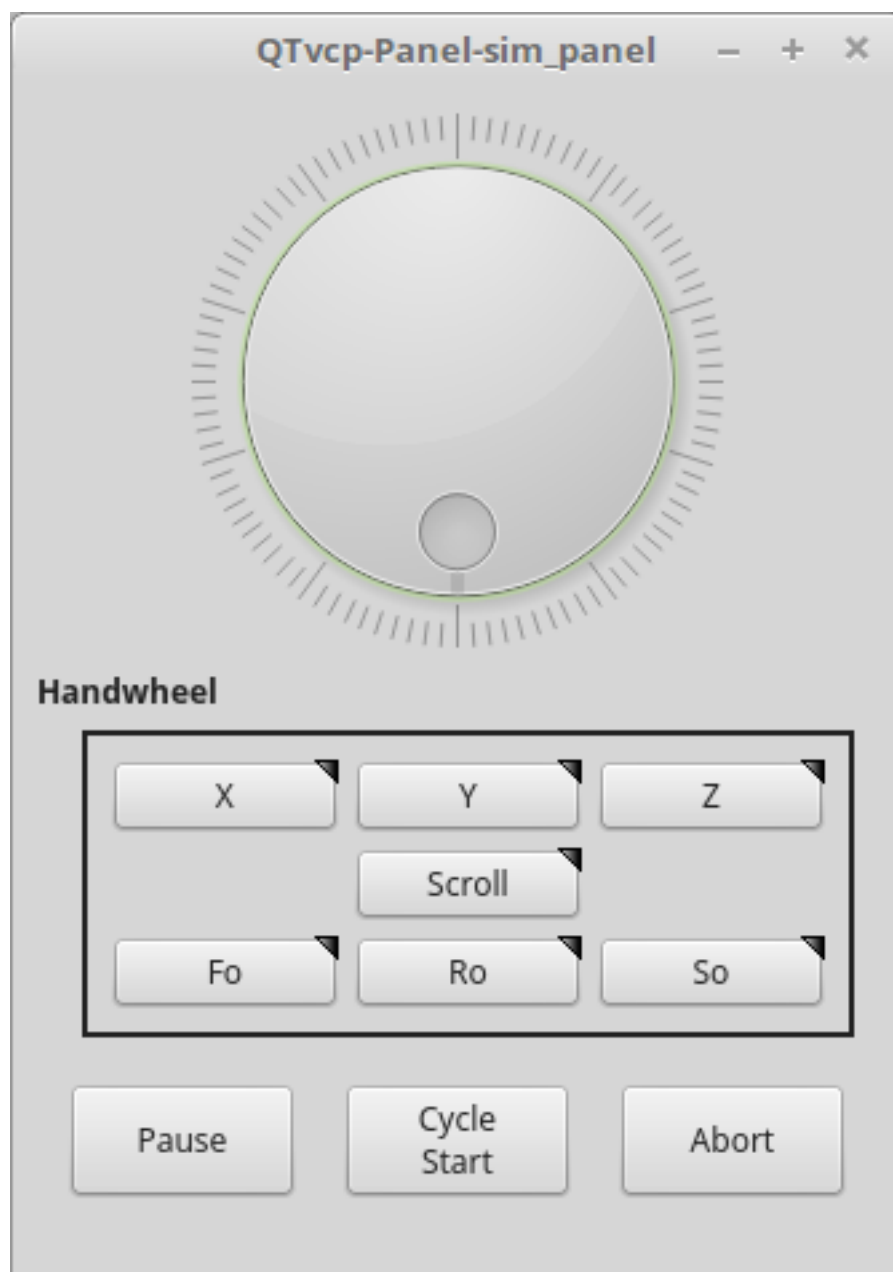 QTvcp-Panel-sim_panel
Handwheel
X Y Z
Scroll
Fo Ro So
Pause
Cycle
Start
Abort